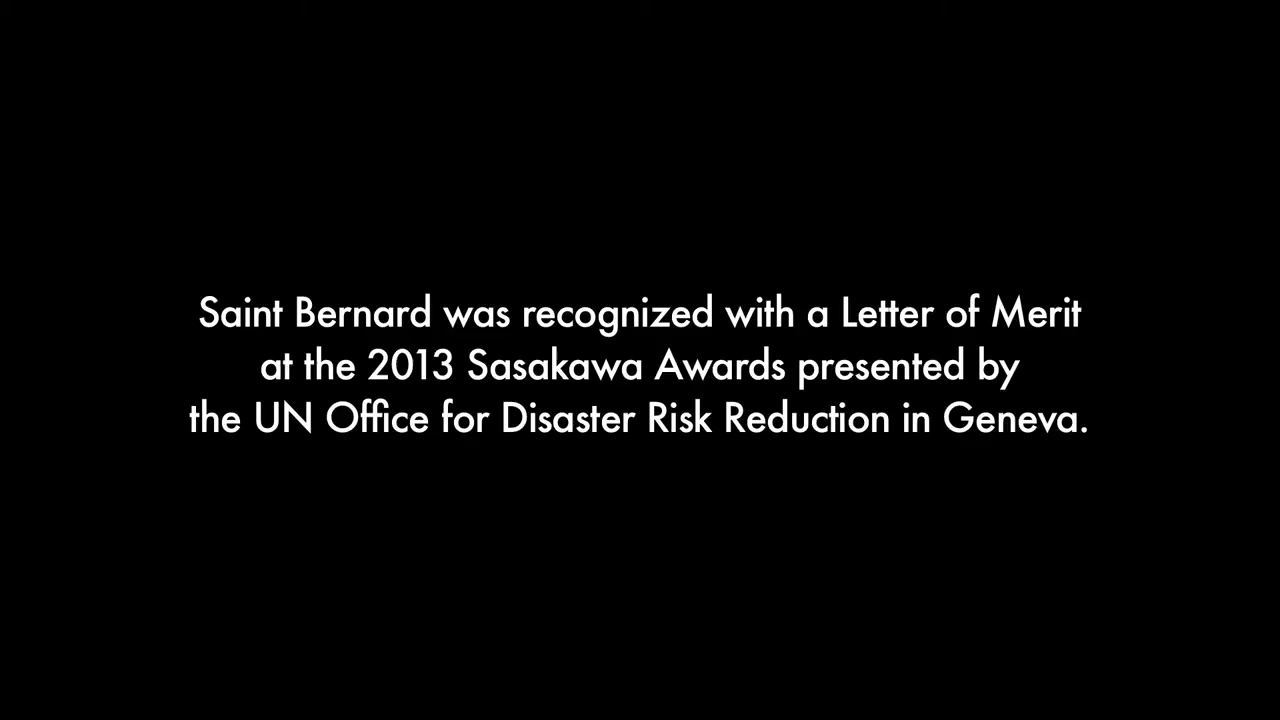 Saint Bernard was recognized with a Letter of Merit
at the 2013 Sasakawa Awards presented by
the UN Office for Disaster Risk Reduction in Geneva.